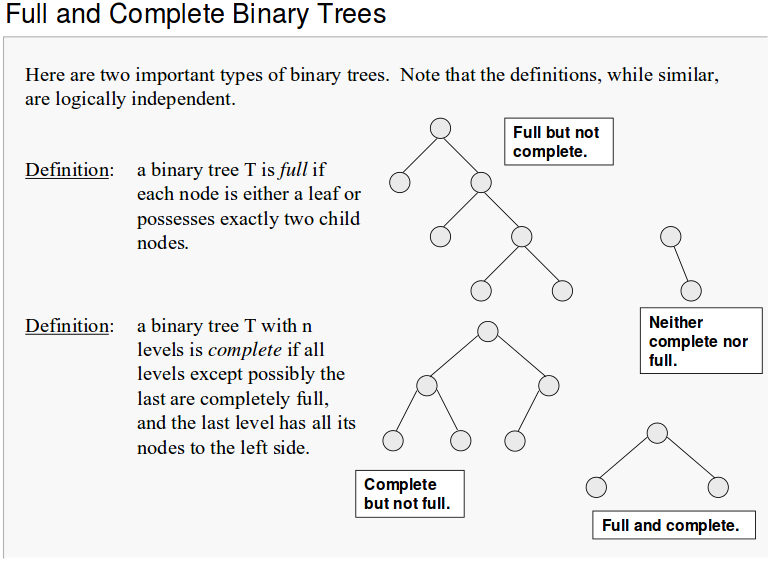 Full and Complete Binary Trees
Here are two important types of binary trees.  Note that the definitions, while similar,
are logically independent.
Definition: a binary tree T is full if
each node is either a leaf or
possesses exactly two child
nodes.
Full but not
complete.
Neither
complete nor
full.
Definition: a binary tree T with n
levels is complete if all
levels except possibly the
last are completely full,
and the last level has all its
nodes to the left side.
Complete
but not full.
Full and complete.